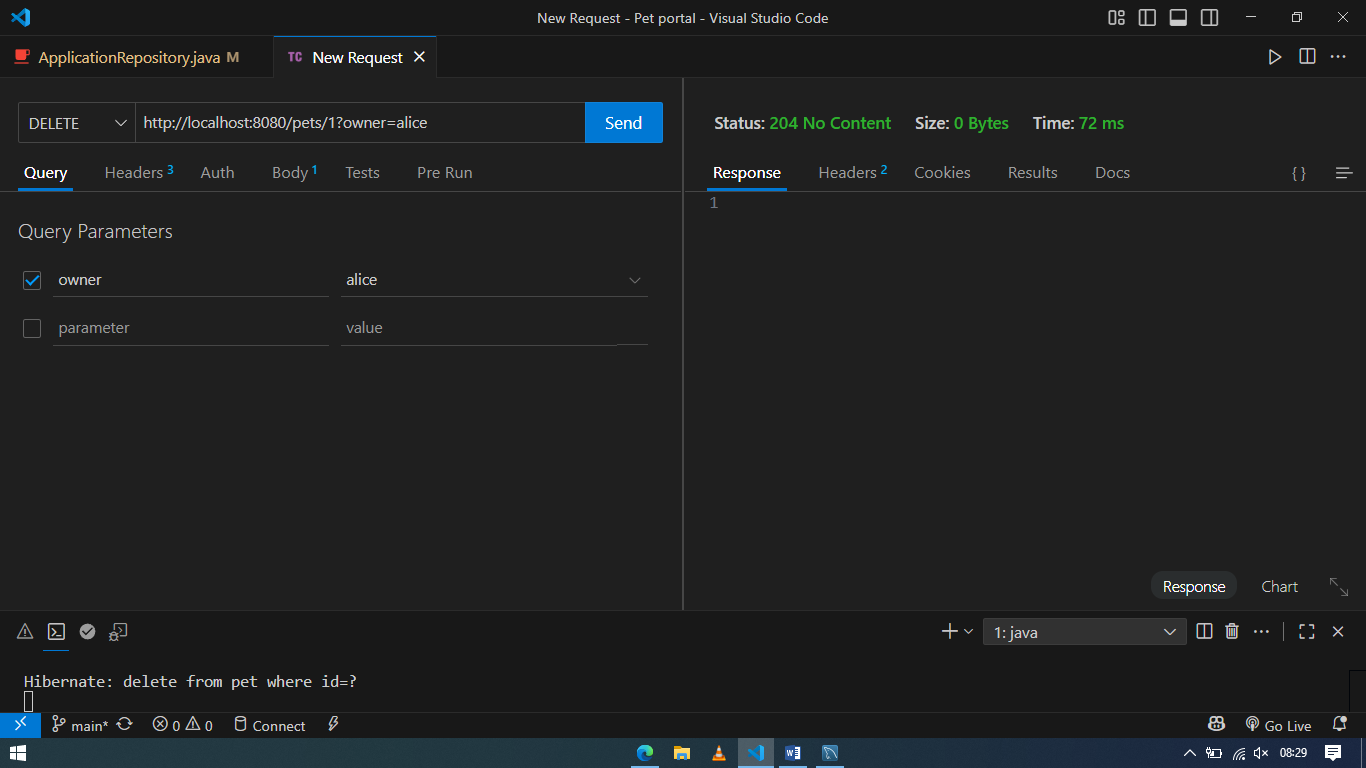 New Request - Pet portal - Visual Studio Code
ApplicationRepository.java M
TC New Request
DELETE http://localhost:8080/pets/1?owner=alice Send
Status: 204 No Content Size: 0 Bytes Time: 72 ms
Query Headers 3 Auth Body 1 Tests Pre Run
Response Headers 2 Cookies Results Docs { }
1
Query Parameters
owner alice
parameter value
Response Chart
1: java
Hibernate: delete from pet where id=?
main* 0 0 Connect Go Live
08:29